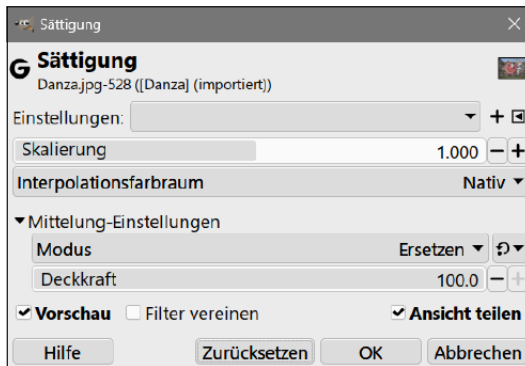 Sättigung
G Sättigung
Danza.jpg-528 ([Danza] (importiert))
Einstellungen:
Skalierung 1.000
Interpolationsfarbraum Nativ
Mittelung-Einstellungen
Modus Ersetzen
Deckkraft 100.0
Vorschau Filter vereinen Ansicht teilen
Hilfe Zurücksetzen OK Abbrechen